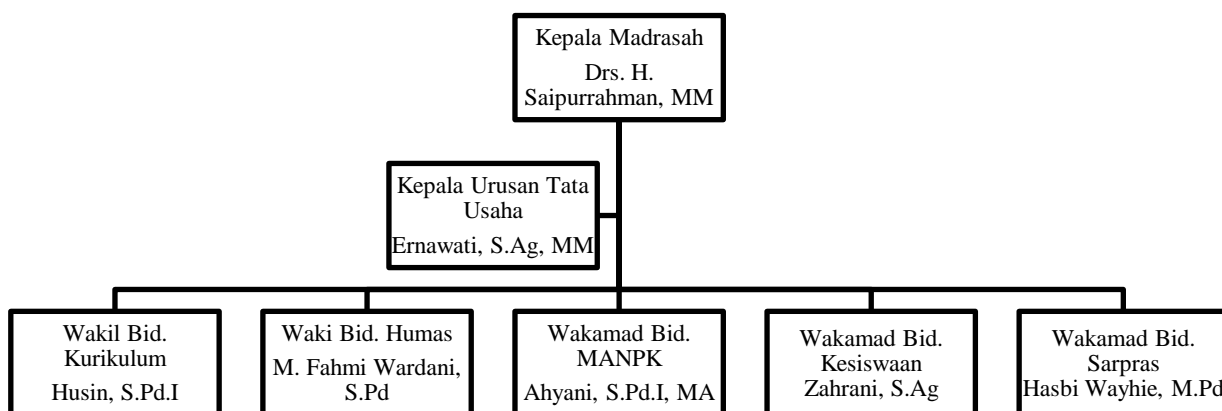 Kepala Madrasah
Drs. H.
Saipurrahman, MM
Kepala Urusan Tata
Usaha
Ernawati, S.Ag, MM
Wakil Bid.
Kurikulum
Husin, S.Pd.I
Waki Bid. Humas
M. Fahmi Wardani,
S.Pd
Wakamad Bid.
MANPK
Ahyani, S.Pd.I, MA
Wakamad Bid.
Kesiswaan
Zahrani, S.Ag
Wakamad Bid.
Sarpras
Hasbi Wayhie, M.Pd